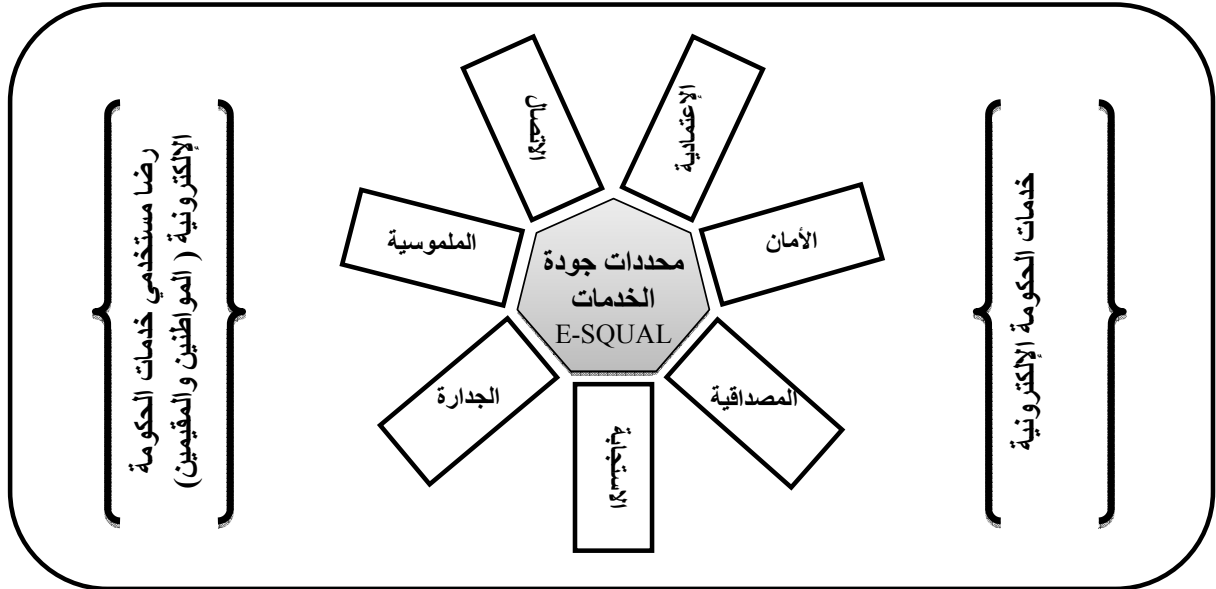 خدمات الحكومة الإلكترونية
الإعتمادية
الأمان
المصداقية
الاستجابة
الجدارة
الملموسية
الاتصال
محددات جودة
الخدمات
E-SQUAL
رضا مستخدمي خدمات الحكومة
الإلكترونية ( المواطنين والمقيمين)